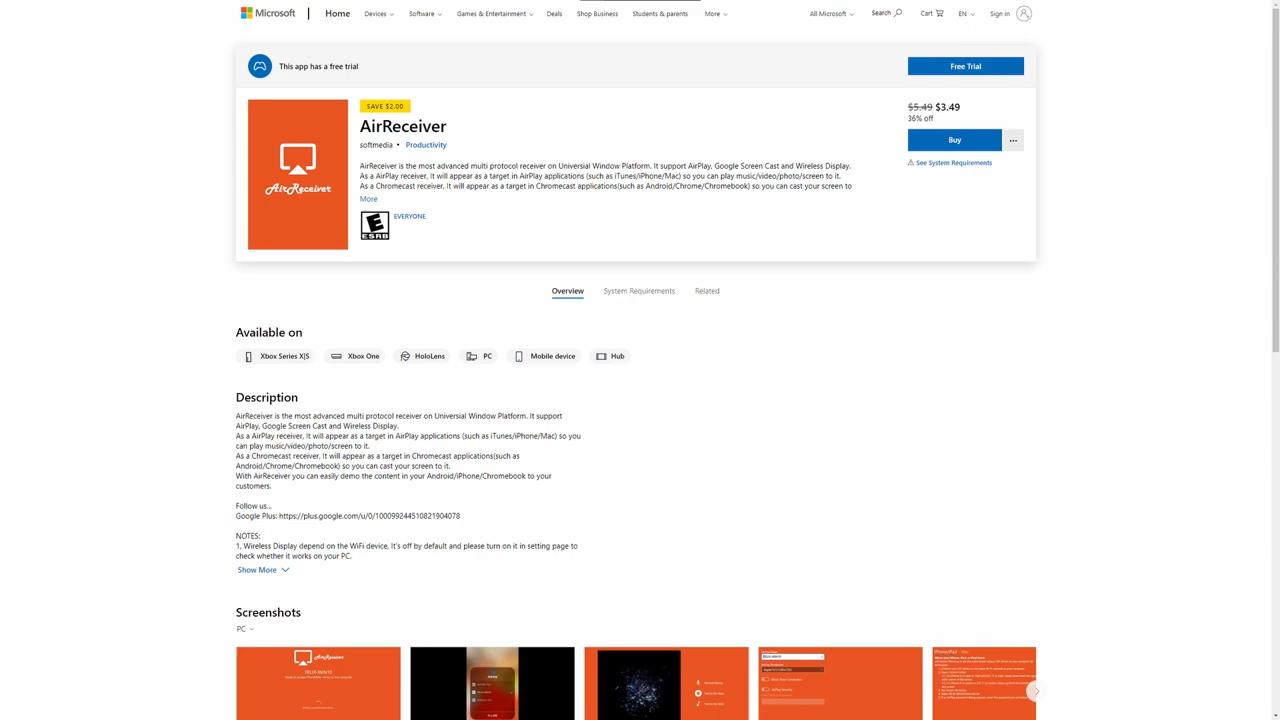 Microsoft
Home
Devices
Software
Games & Entertainment
Deals
Shop Business
Students & parents
More
All Microsoft
Search
Cart
EN
Sign in
This app has a free trial
Free Trial
AirReceiver
SAVE $2.00
AirReceiver
softmedia • Productivity
AirReceiver is the most advanced multi protocol receiver on Universial Window Platform. It support AirPlay, Google Screen Cast and Wireless Display.
As a AirPlay receiver, It will appear as a target in AirPlay applications (such as iTunes/iPhone/Mac) so you can play music/video/photo/screen to it.
As a Chromecast receiver, It will appear as a target in Chromecast applications(such as Android/Chrome/Chromebook) so you can cast your screen to
More
E
ESRB
EVERYONE
$5.49 $3.49
36% off
Buy
See System Requirements
Overview
System Requirements
Related
Available on
Xbox Series X|S
Xbox One
HoloLens
PC
Mobile device
Hub
Description
AirReceiver is the most advanced multi protocol receiver on Universial Window Platform. It support
AirPlay, Google Screen Cast and Wireless Display.
As a AirPlay receiver, It will appear as a target in AirPlay applications (such as iTunes/iPhone/Mac) so you
can play music/video/photo/screen to it.
As a Chromecast receiver, It will appear as a target in Chromecast applications(such as
Android/Chrome/Chromebook) so you can cast your screen to it.
With AirReceiver you can easily demo the content in your Android/iPhone/Chromebook to your
customers.
Follow us...
Google Plus: https://plus.google.com/u/0/100099244510821904078
NOTES:
1, Wireless Display depend on the WiFi device, It's off by default and please turn on it in setting page to
check whether it works on your PC.
Show More
Screenshots
PC
AirReceiver
FELIX-WIN10